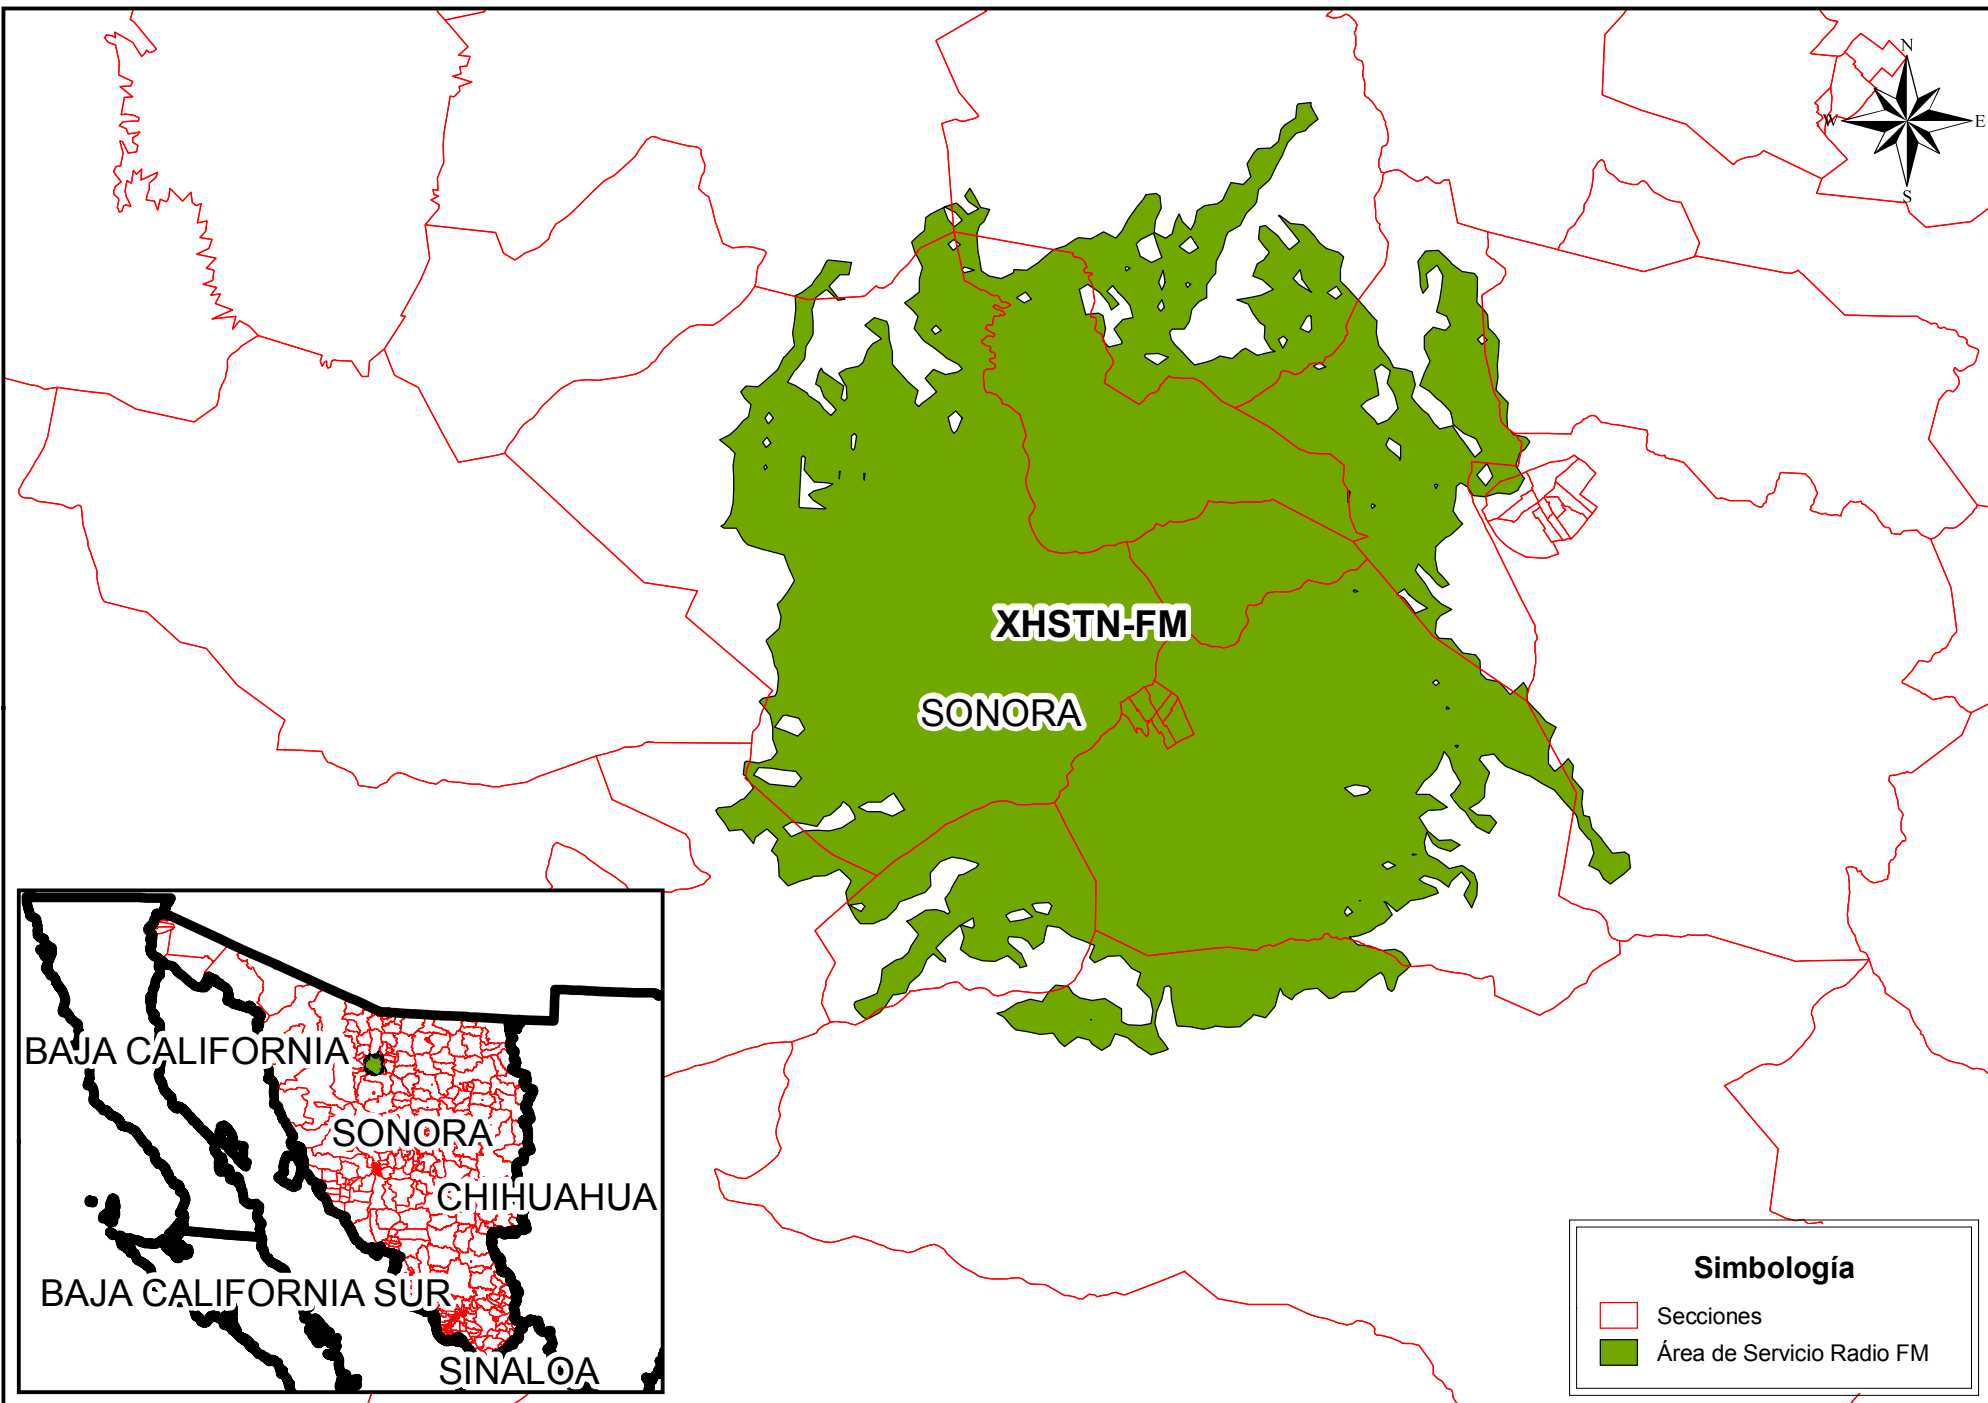 N
W
E
S
XHSTN-FM
SONORA
BAJA CALIFORNIA
SONORA
CHIHUAHUA
BAJA CALIFORNIA SUR
SINALOA
Simbología
Secciones
Área de Servicio Radio FM